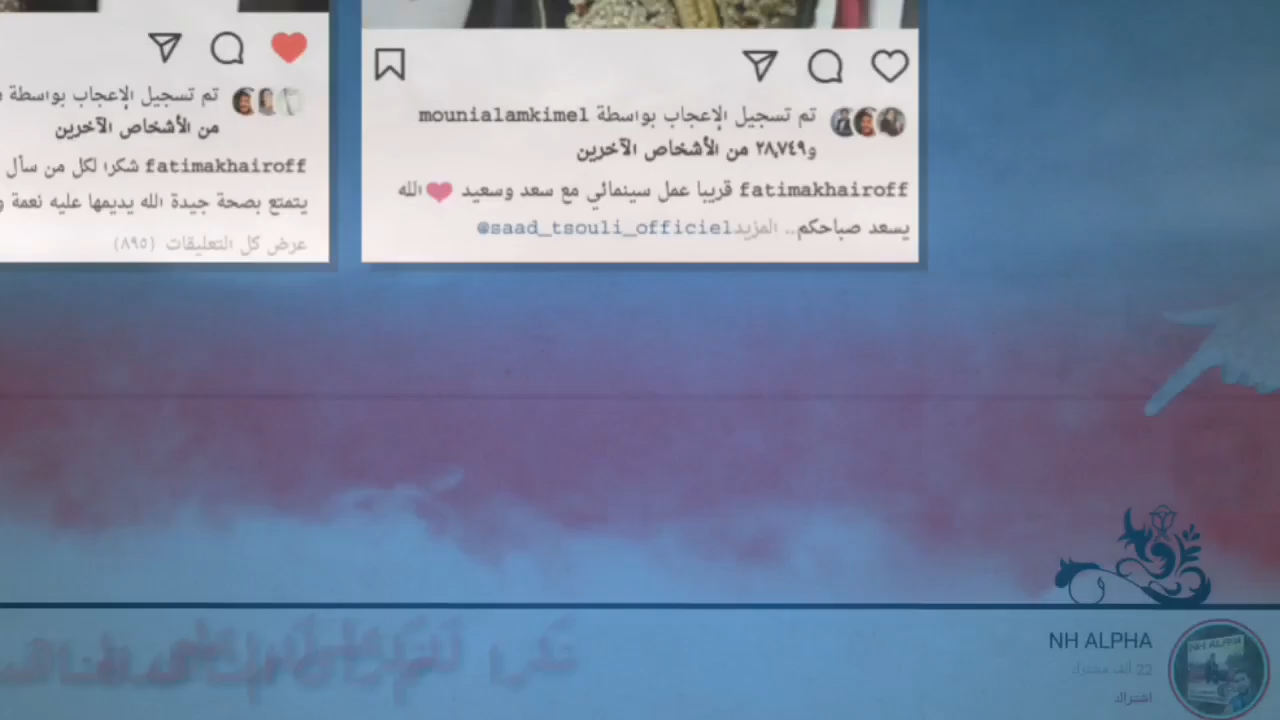 تم تسجيل الإعجاب بواسطة mounialamkimel
و٢٨,٧٤٩ من الأشخاص الآخرين
fatimakhairoff قريبا عمل سينمائي مع سعد وسعيد ❤️ الله
يسعد صباحكم.. المزيد @saad_tsouli_officiel
تم تسجيل الإعجاب بواسطة
من الأشخاص الآخرين
fatimakhairoff شكرا لكل من سأل
يتمتع بصحة جيدة الله يديمها عليه نعمة
عرض كل التعليقات (٨٩٥)
NH ALPHA
22 ألف مشترك
اشتراك